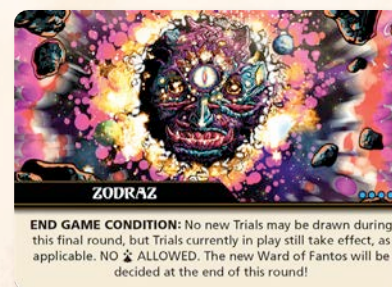 ZODRAZ
END GAME CONDITION: No new Trials may be drawn during
this final round, but Trials currently in play still take effect, as
applicable. NO ALLOWED. The new Ward of Fantos will be
decided at the end of this round!